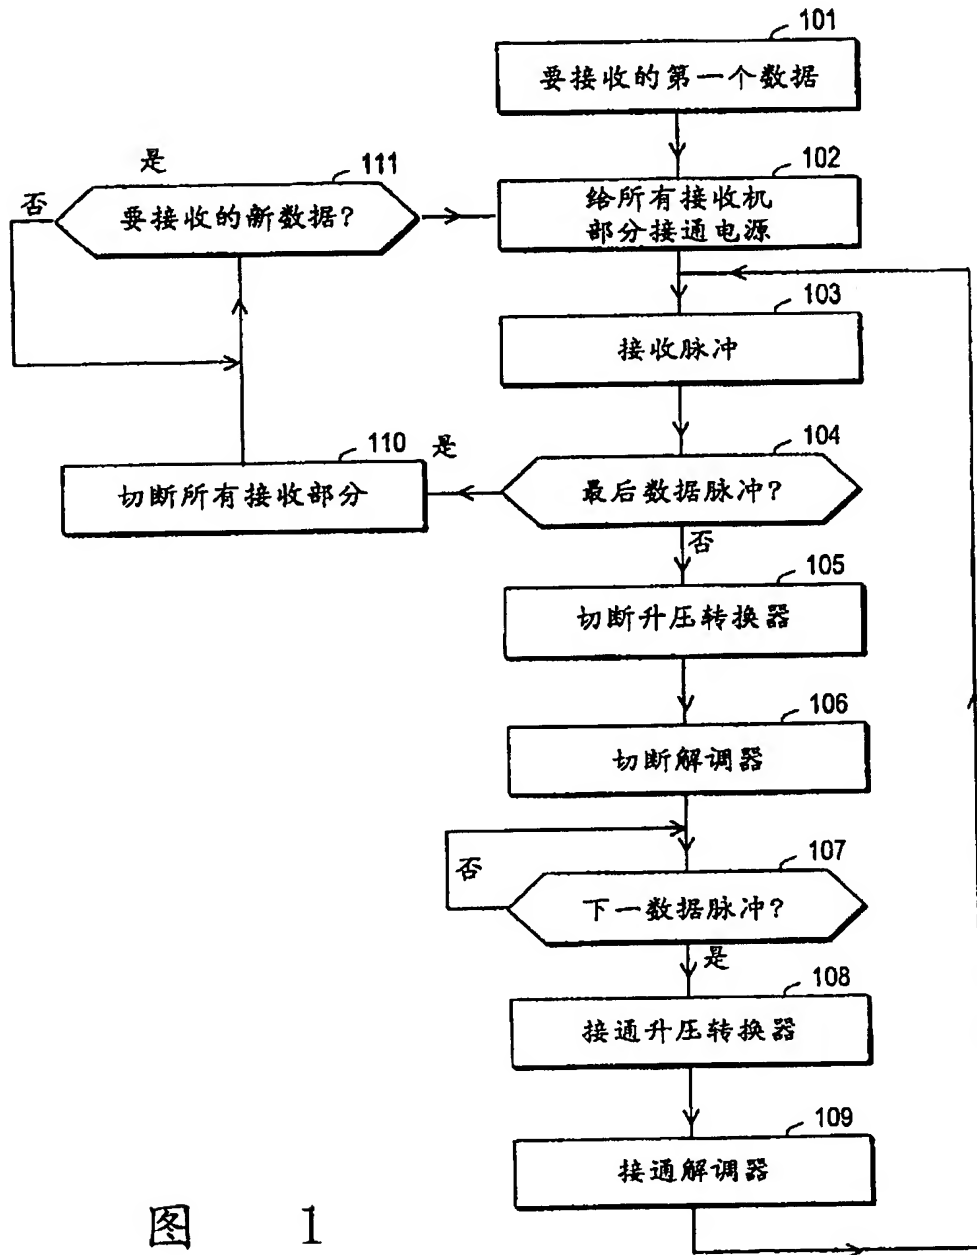 101
要接收的第一个数据
102
给所有接收机
部分接通电源
是
111
否
要接收的新数据?
103
接收脉冲
104
最后数据脉冲?
是
110
切断所有接收部分
否
105
切断升压转换器
106
切断解调器
107
否
下一数据脉冲?
是
108
接通升压转换器
109
接通解调器
图 1